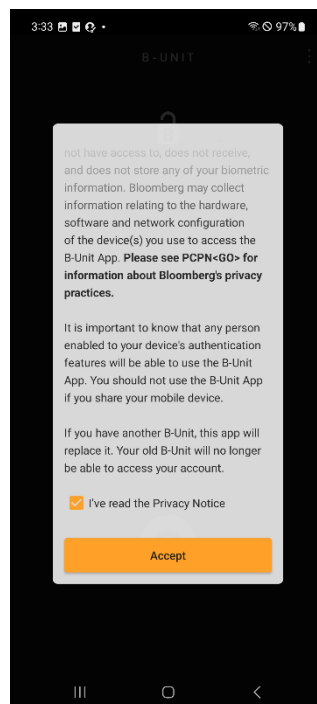 3:33
97%
B-UNIT
not have access to, does not receive,
and does not store any of your biometric
information. Bloomberg may collect
information relating to the hardware,
software and network configuration
of the device(s) you use to access the
B-Unit App. Please see PCPN<GO> for
information about Bloomberg's privacy
practices.
It is important to know that any person
enabled to your device's authentication
features will be able to use the B-Unit
App. You should not use the B-Unit App
if you share your mobile device.
If you have another B-Unit, this app will
replace it. Your old B-Unit will no longer
be able to access your account.
I've read the Privacy Notice
Accept